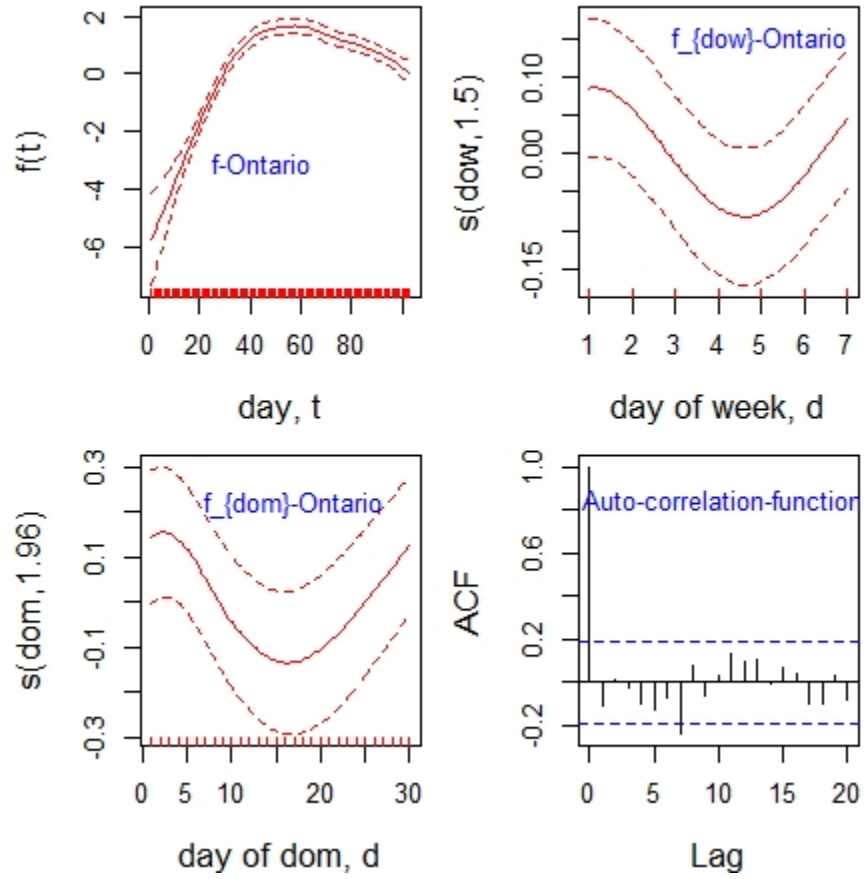 f(t)
2
0
-2
-4
-6
f-Ontario
0 20 40 60 80
day, t
s(dow,1.5)
0.10
0.00
-0.15
f_{dow}-Ontario
1 2 3 4 5 6 7
day of week, d
s(dom,1.96)
0.3
0.1
-0.1
-0.3
f_{dom}-Ontario
0 5 10 20 30
day of dom, d
ACF
1.0
0.6
0.2
-0.2
Auto-correlation-function
0 5 10 15 20
Lag